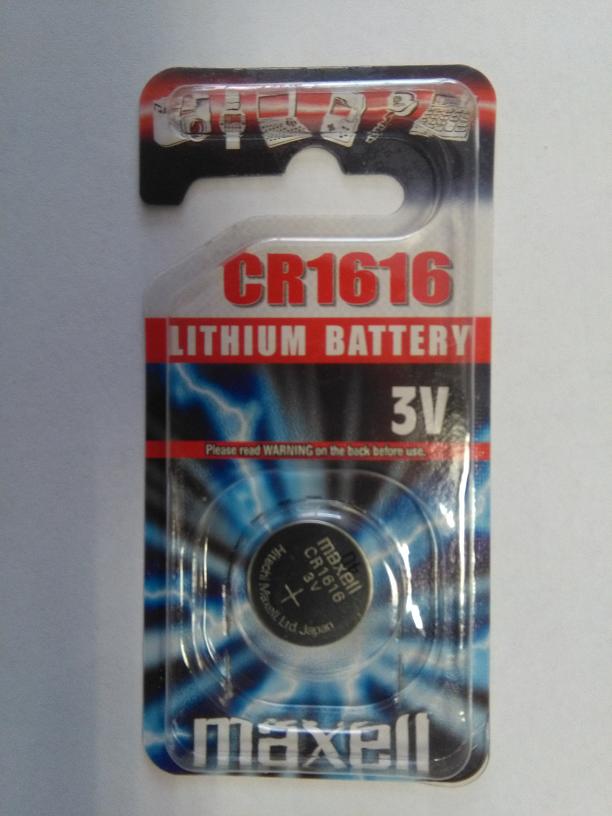 CR1616
LITHIUM BATTERY
3V
Please read WARNING on the back before use.
maxell
CR1616
3V
+
Hitachi Maxell, Ltd. Japan
maxell